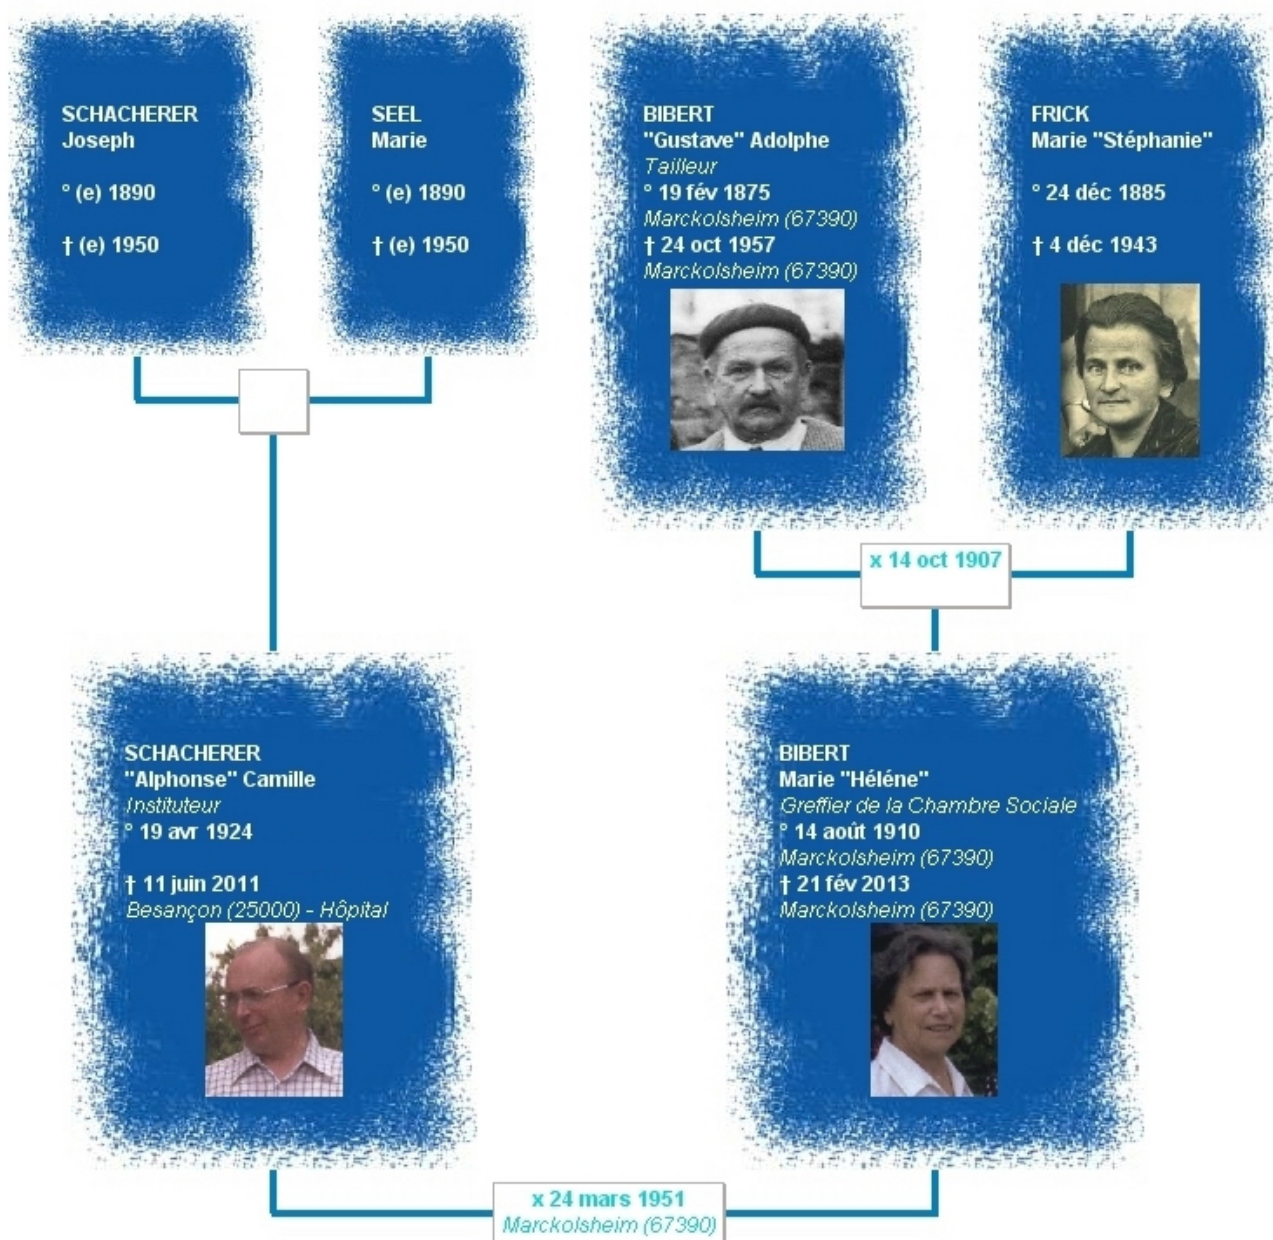 SCHACHERER
Joseph
° (e) 1890
† (e) 1950
SEEL
Marie
° (e) 1890
† (e) 1950
BIBERT
"Gustave" Adolphe
Tailleur
° 19 fév 1875
Marckolsheim (67390)
† 24 oct 1957
Marckolsheim (67390)
FRICK
Marie "Stéphanie"
° 24 déc 1885
† 4 déc 1943
x 14 oct 1907
SCHACHERER
"Alphonse" Camille
Instituteur
° 19 avr 1924
† 11 juin 2011
Besançon (25000) - Hôpital
BIBERT
Marie "Héléne"
Greffier de la Chambre Sociale
° 14 août 1910
Marckolsheim (67390)
† 21 fév 2013
Marckolsheim (67390)
x 24 mars 1951
Marckolsheim (67390)